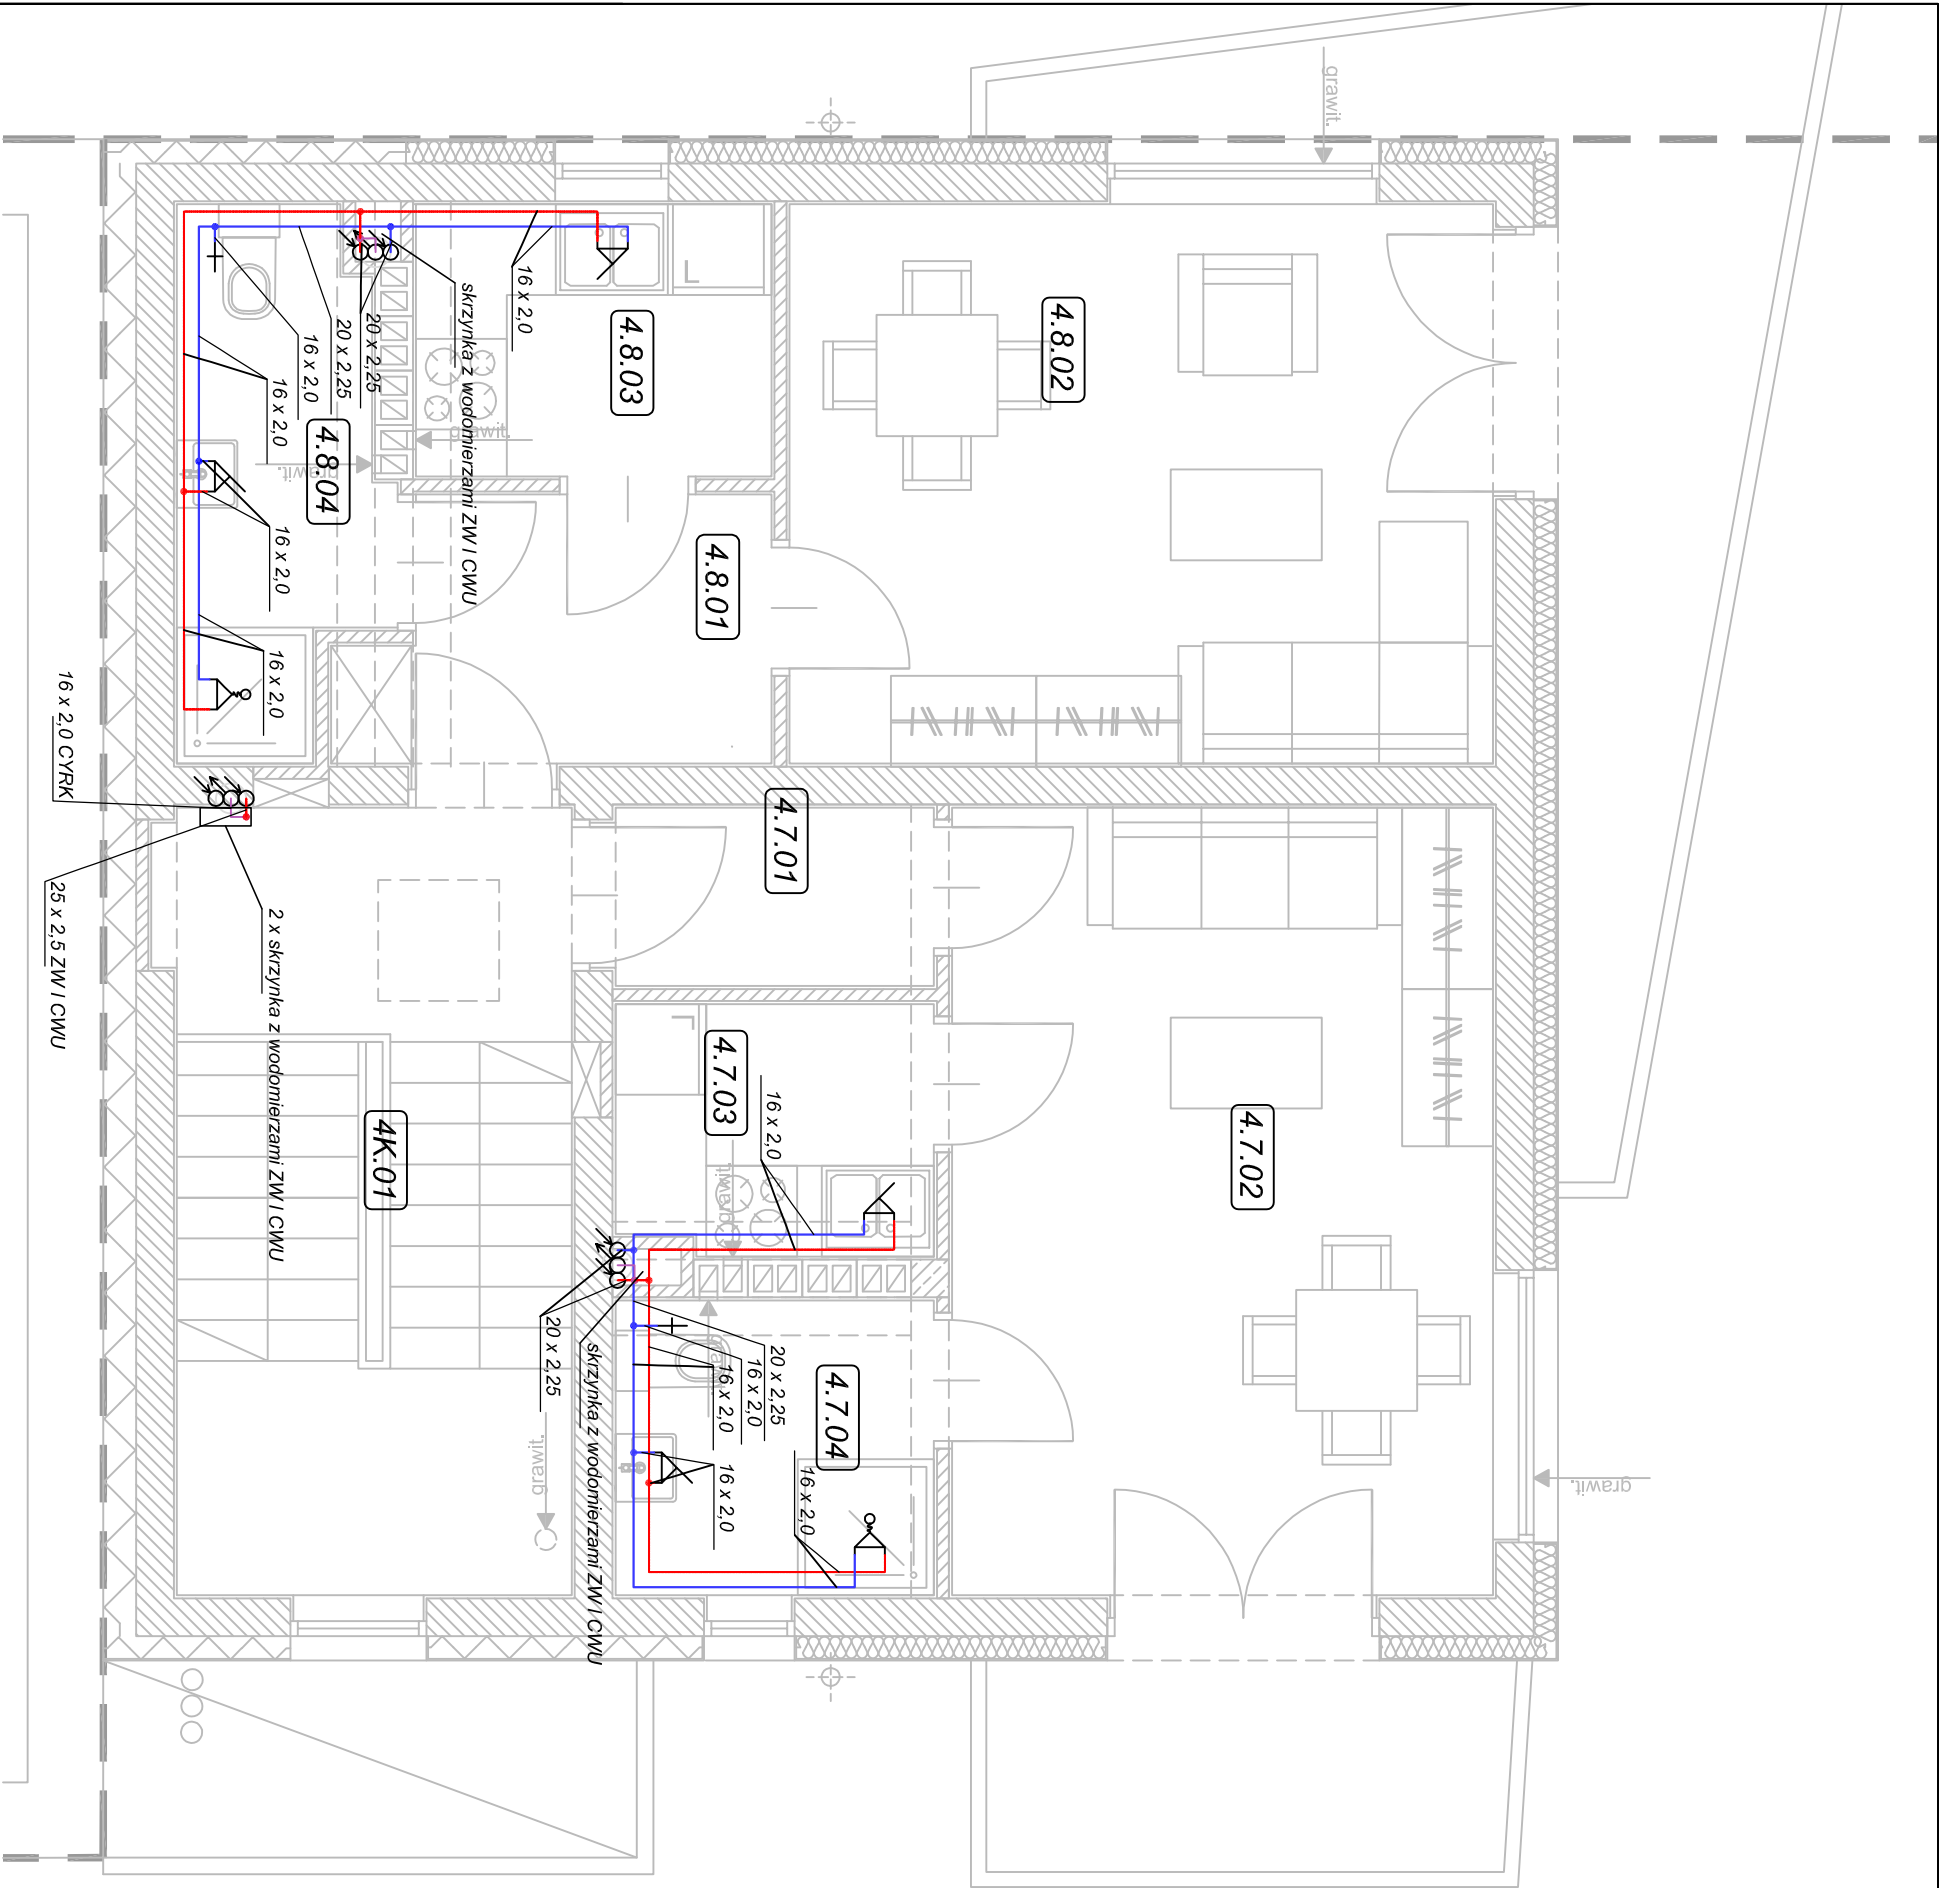 grawit.
4.8.02
4.8.03
16 x 2,0
skrzynka z wodomierzami ZW I CWU
20 x 2,25
20 x 2,25
16 x 2,0
16 x 2,0
grawit.
grawit.
4.8.04
16 x 2,0
4.8.01
16 x 2,0
16 x 2,0 CYRK
4.7.01
25 x 2,5 ZW I CWU
2 x skrzynka z wodomierzami ZW I CWU
4K.01
4.7.03
16 x 2,0
grawit.
4.7.02
20 x 2,25
16 x 2,0
16 x 2,0
grawit.
4.7.04
20 x 2,25
skrzynka z wodomierzami ZW I CWU
grawit.
16 x 2,0
16 x 2,0
grawit.